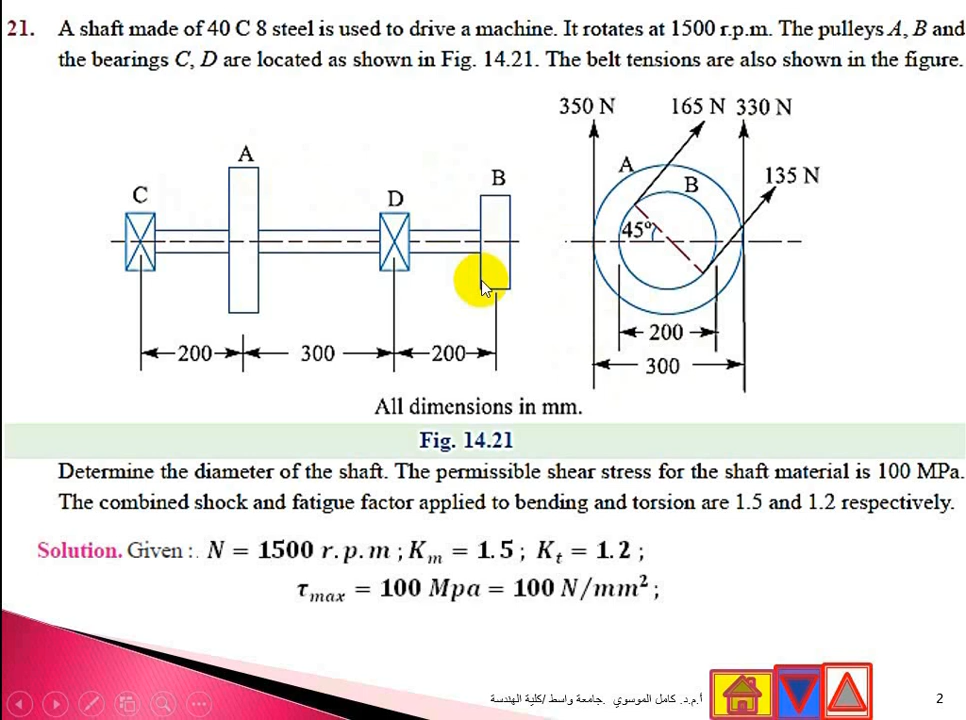 21. A shaft made of 40 C 8 steel is used to drive a machine. It rotates at 1500 r.p.m. The pulleys A, B and
the bearings C, D are located as shown in Fig. 14.21. The belt tensions are also shown in the figure.
350 N 165 N 330 N
A
C
D
B
A
B
135 N
45º
200 300 200
200
300
All dimensions in mm.
Fig. 14.21
Determine the diameter of the shaft. The permissible shear stress for the shaft material is 100 MPa.
The combined shock and fatigue factor applied to bending and torsion are 1.5 and 1.2 respectively.
Solution. Given :. N = 1500 r.p.m ; Kₘ = 1.5 ; Kₜ = 1.2 ;
τₘₐₓ = 100 Mpa = 100 N/mm² ;
أ.م.د. كامل الموسوي .جامعة واسط /كلية الهندسة
2